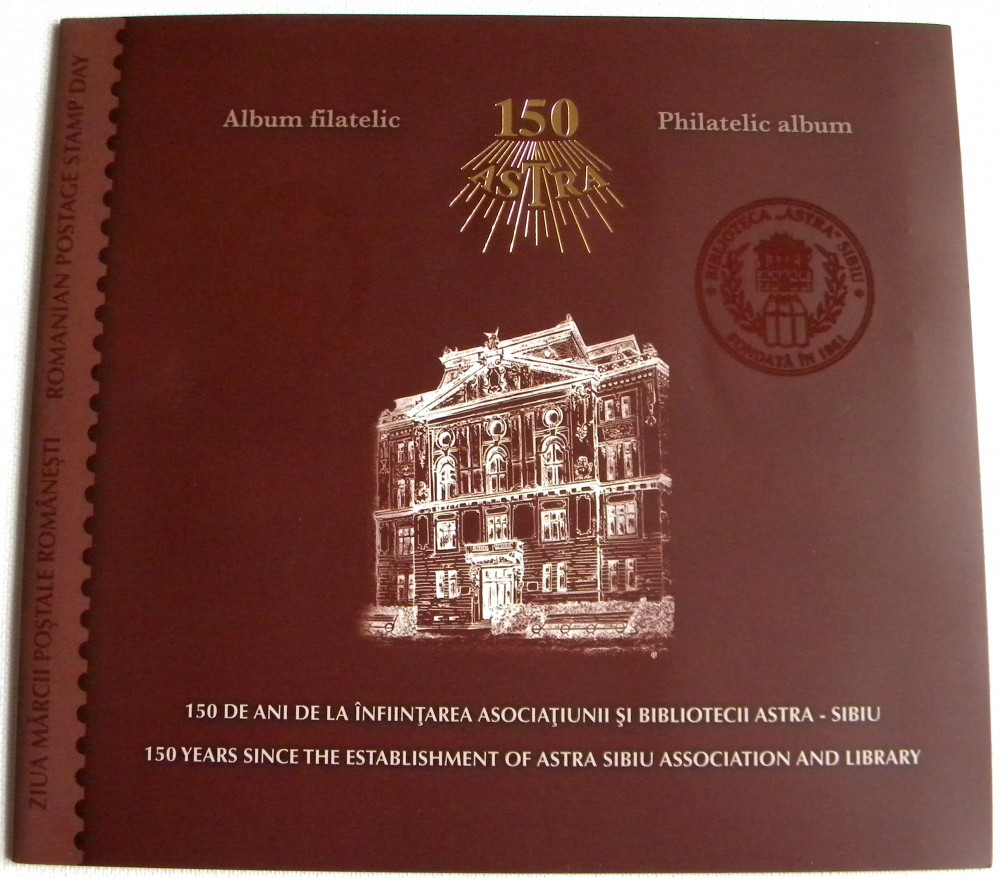 Album filatelic
150
ASTRA
Philatelic album
BIBLIOTECA „ASTRA” SIBIU
FONDATĂ ÎN 1861
150 DE ANI DE LA ÎNFIINŢAREA ASOCIAŢIUNII ŞI BIBLIOTECII ASTRA - SIBIU
150 YEARS SINCE THE ESTABLISHMENT OF ASTRA SIBIU ASSOCIATION AND LIBRARY
ZIUA MĂRCII POŞTALE ROMÂNEŞTI ROMANIAN POSTAGE STAMP DAY